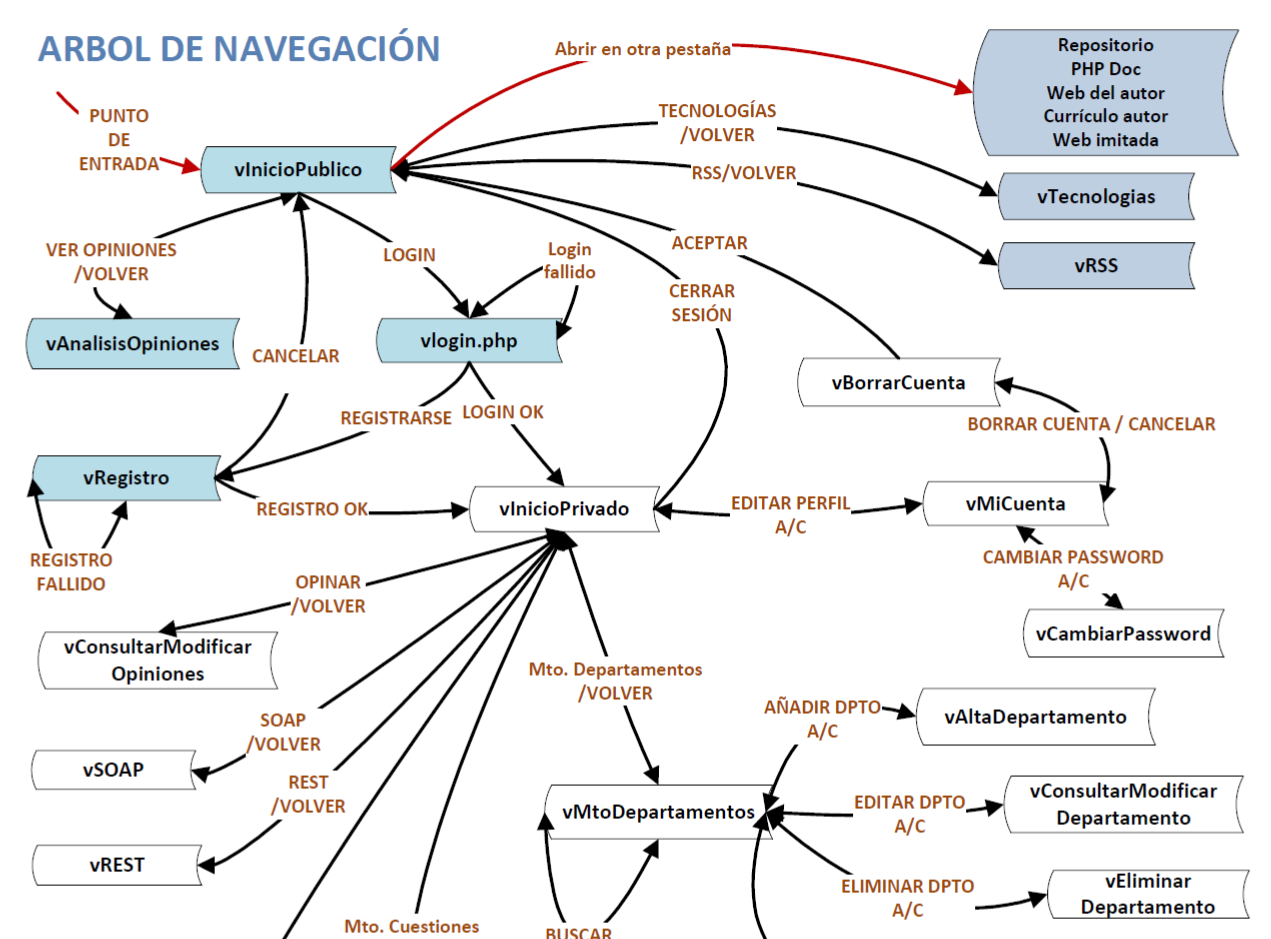 ARBOL DE NAVEGACIÓN
Abrir en otra pestaña
Repositorio
PHP Doc
Web del autor
Currículo autor
Web imitada
PUNTO
DE
ENTRADA
vInicioPublico
TECNOLOGÍAS
/VOLVER
RSS/VOLVER
vTecnologias
VER OPINIONES
/VOLVER
LOGIN
Login
fallido
ACEPTAR
vRSS
CERRAR
SESIÓN
vAnalisisOpiniones
CANCELAR
vlogin.php
vBorrarCuenta
REGISTRARSE
LOGIN OK
BORRAR CUENTA / CANCELAR
vRegistro
REGISTRO OK
vInicioPrivado
EDITAR PERFIL
A/C
vMiCuenta
REGISTRO
FALLIDO
OPINAR
/VOLVER
CAMBIAR PASSWORD
A/C
vConsultarModificar
Opiniones
vCambiarPassword
Mto. Departamentos
/VOLVER
SOAP
/VOLVER
AÑADIR DPTO
A/C
vAltaDepartamento
vSOAP
REST
/VOLVER
vMtoDepartamentos
EDITAR DPTO
A/C
vConsultarModificar
Departamento
vREST
ELIMINAR DPTO
A/C
vEliminar
Departamento
Mto. Cuestiones
BUSCAR